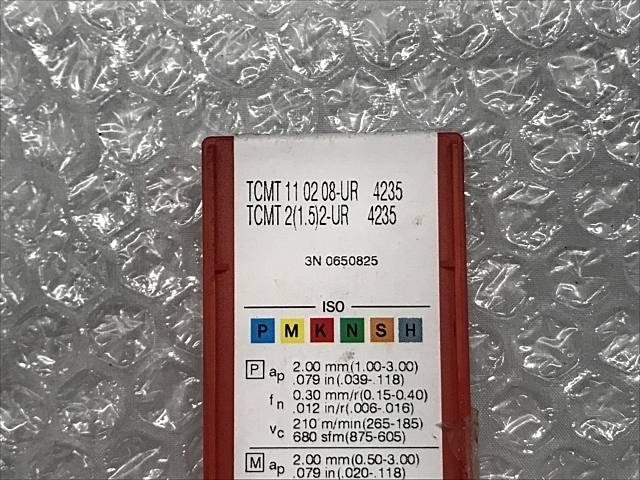 TCMT 11 02 08-UR 4235
TCMT 2(1.5)2-UR 4235
3N 0650825
ISO
P M K N S H
P ap 2.00 mm(1.00-3.00)
.079 in(.039-.118)
fn 0.30 mm/r(0.15-0.40)
.012 in/r(.006-.016)
vc 210 m/min(265-185)
680 sfm(875-605)
M ap 2.00 mm(0.50-3.00)
.079 in(.020-.118)